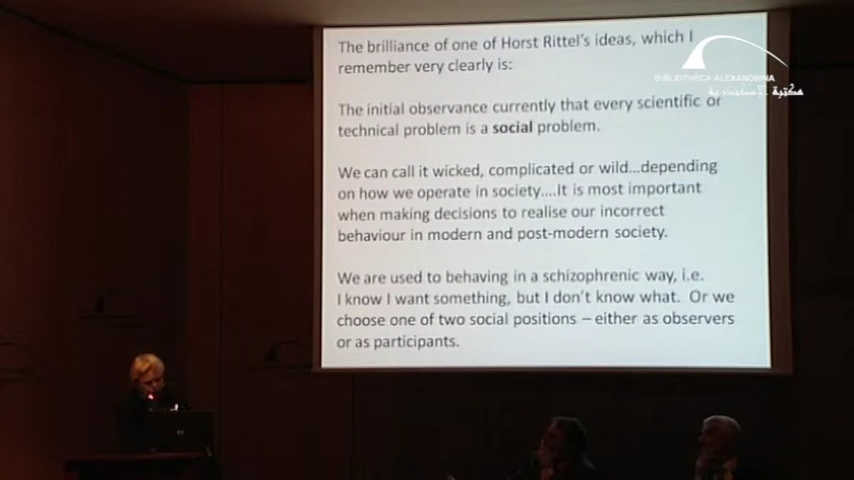 The brilliance of one of Horst Rittel's ideas, which I
remember very clearly is:
BIBLIOTHECA ALEXANDRINA
مكتبة الإسكندرية
The initial observance currently that every scientific or
technical problem is a social problem.
We can call it wicked, complicated or wild...depending
on how we operate in society....It is most important
when making decisions to realise our incorrect
behaviour in modern and post-modern society.
We are used to behaving in a schizophrenic way, i.e.
I know I want something, but I don't know what.  Or we
choose one of two social positions – either as observers
or as participants.